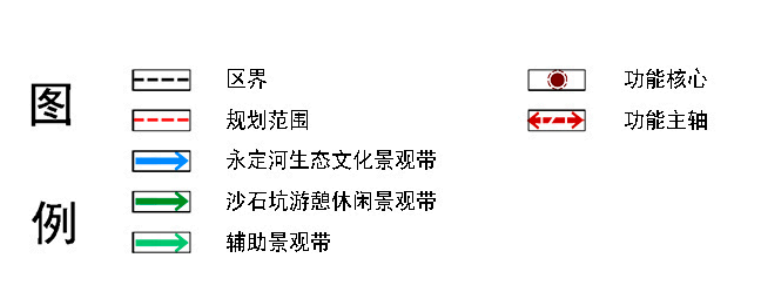 图例
区界
规划范围
永定河生态文化景观带
沙石坑游憩休闲景观带
辅助景观带
功能核心
功能主轴